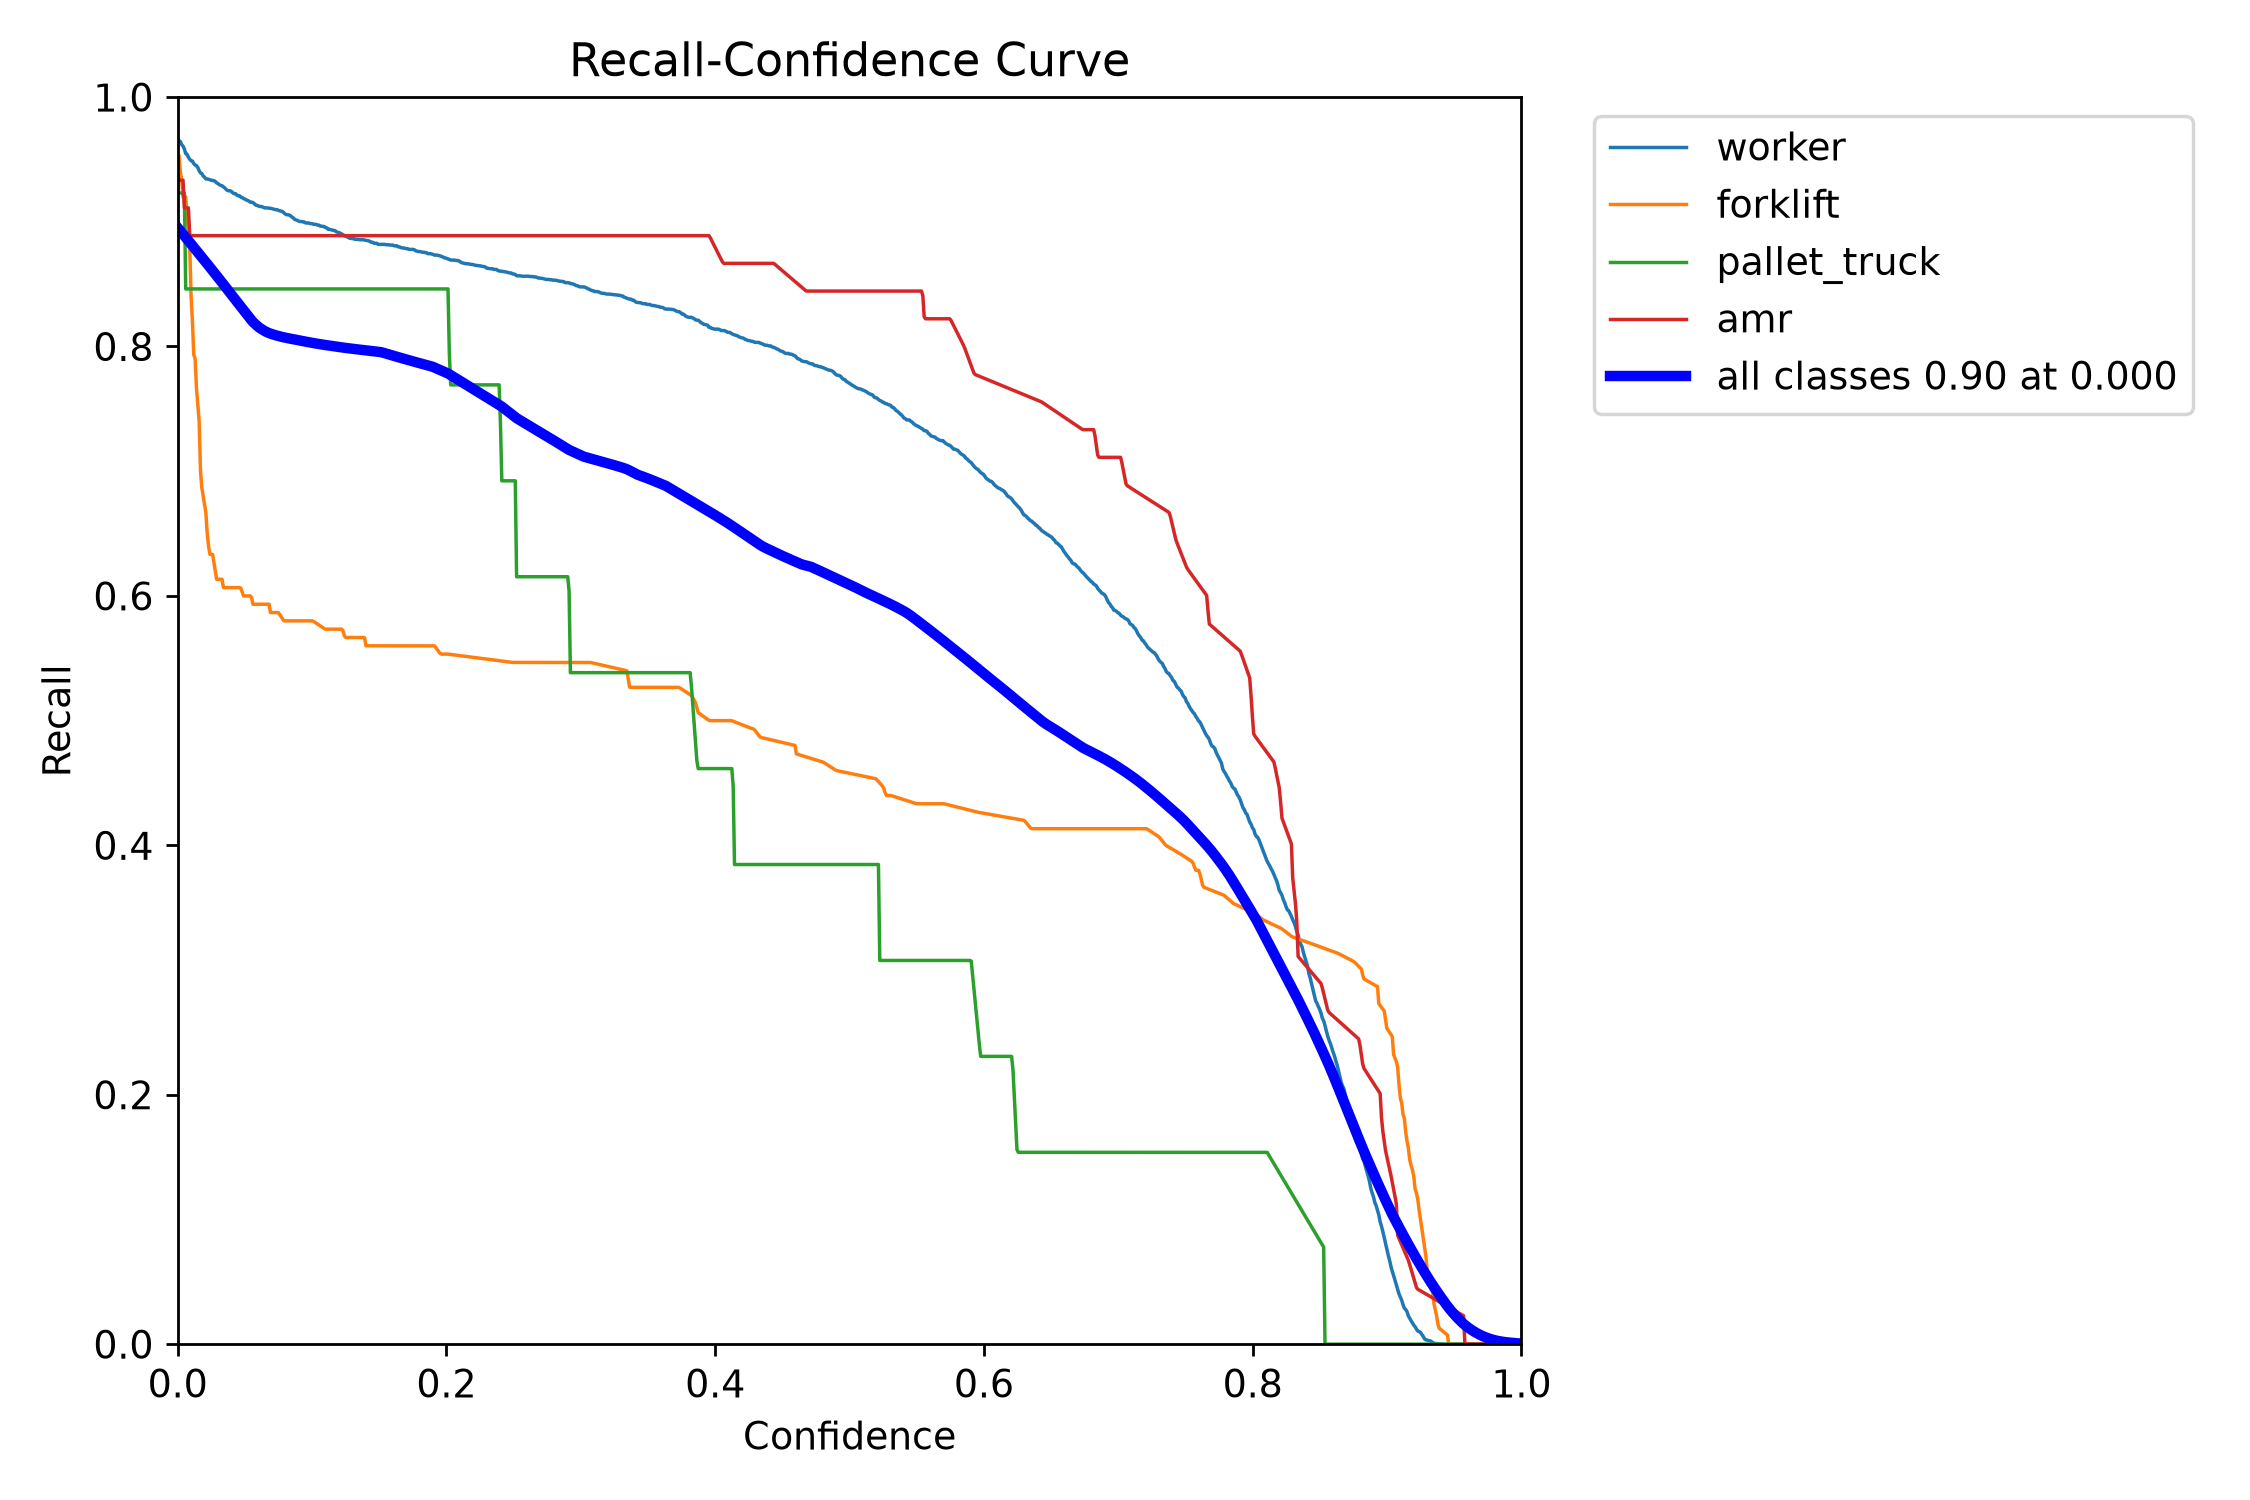 Recall-Confidence Curve
1.0
0.8
0.6
0.4
0.2
0.0
Recall
0.0 0.2 0.4 0.6 0.8 1.0
Confidence
worker
forklift
pallet_truck
amr
all classes 0.90 at 0.000